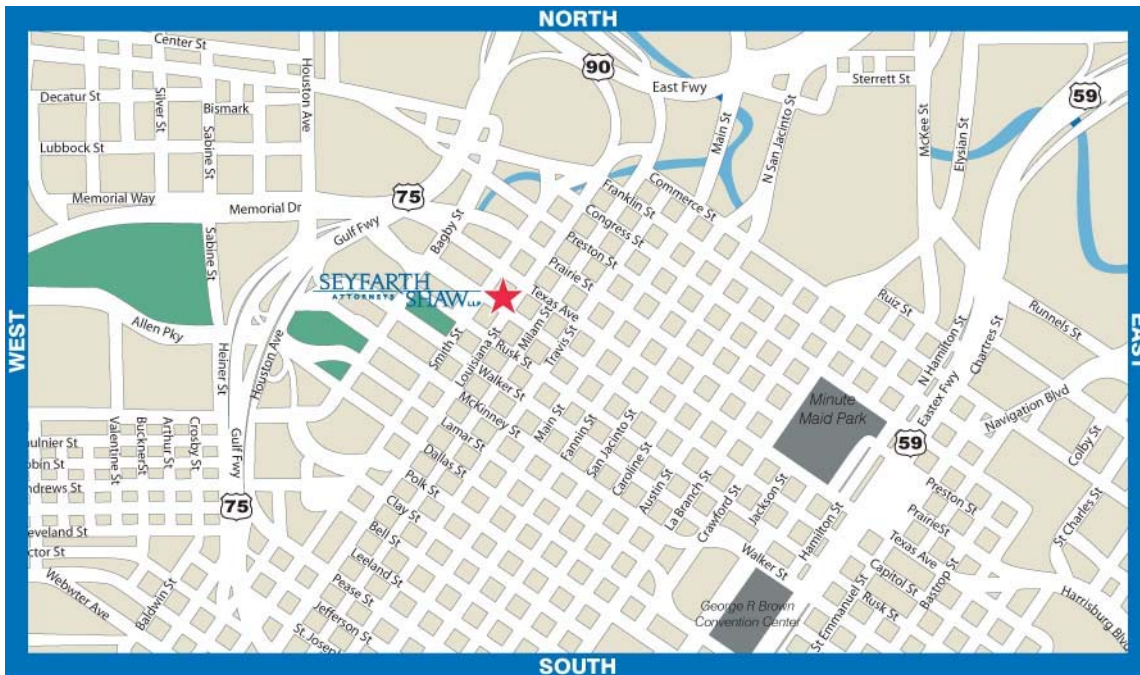 NORTH
Center St
90
East Fwy
Sterrett St
59
Decatur St
Silver St
Bismark
Houston Ave
Main St
N San Jacinto St
McKee St
Elysian St
Lubbock St
Sabine St
Memorial Way
Memorial Dr
75
Gulf Fwy
Bagby St
Franklin St
Commerce St
Congress St
Preston St
Prairie St
Texas Ave
Sabine St
SEYFARTH
ATTORNEYS
SHAW LLP
WEST
EAST
Allen Pky
Heiner St
Houston Ave
Smith St
Louisiana St
Milam St
Travis St
Rusk St
Walker St
McKinney St
Ruiz St
Runnels St
N Hamilton St
Chartres St
Eastex Fwy
Navigation Blvd
Minute
Maid Park
59
Colby St
Lamar St
Dallas St
Polk St
Clay St
Bell St
Leeland St
Pease St
Jefferson St
Main St
Fannin St
San Jacinto St
Caroline St
Austin St
La Branch St
Crawford St
Jackson St
Hamilton St
Walker St
Valentine St
BucknerSt
Arthur St
Crosby St
Gulf Fwy
75
Webwter Ave
Baldwin St
Preston St
PrairieSt
Texas Ave
Capitol St
Rusk St
Bastrop St
St Emmanuel St
St Charles St
Harrisburg Blvd
George R Brown
Convention Center
SOUTH